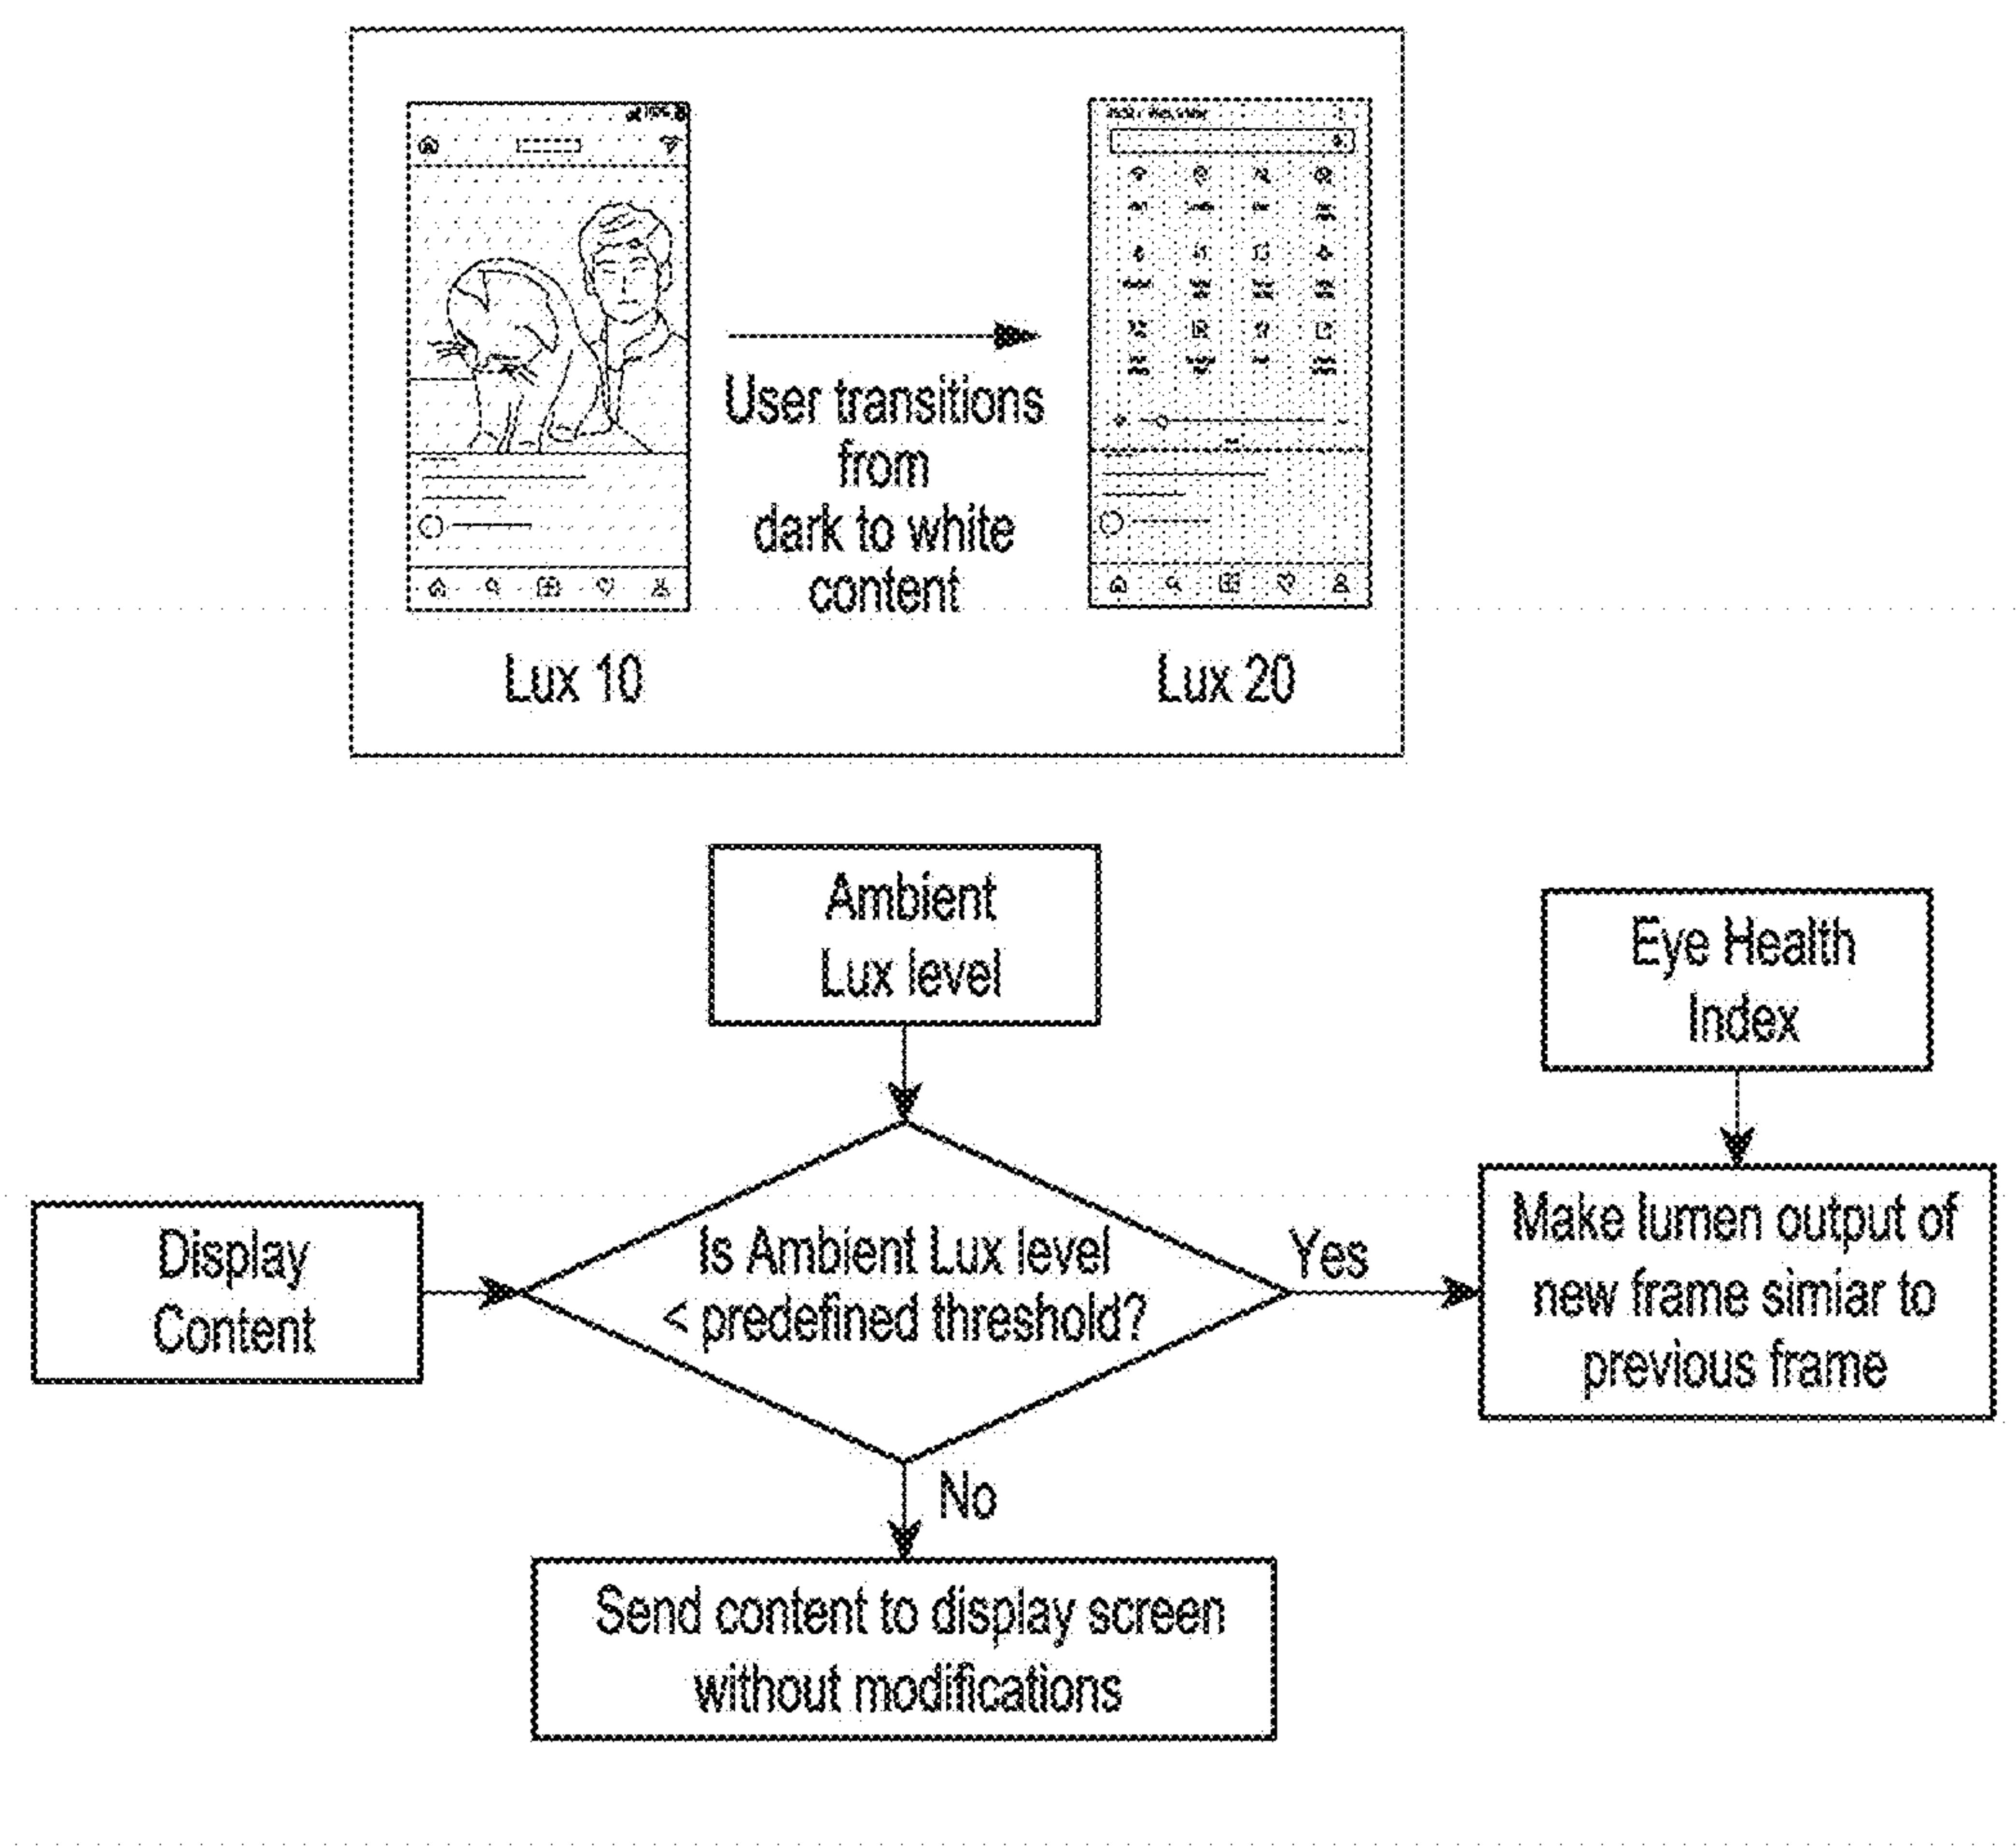 User transitions
from
dark to white
content
Lux 10
Lux 20
Ambient
Lux level
Eye Health
Index
Display
Content
Is Ambient Lux level
< predefined threshold?
Yes
Make lumen output of
new frame simiar to
previous frame
No
Send content to display screen
without modifications